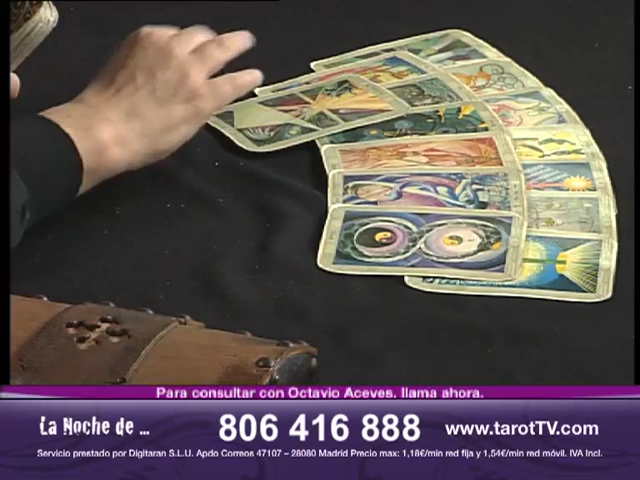 Para consultar con Octavio Aceves, llama ahora.
La Noche de ... 806 416 888 www.tarotTV.com
Servicio prestado por Digitaran S.L.U. Apdo Correos 47107 – 28080 Madrid Precio max: 1,18€/min red fija y 1,54€/min red móvil. IVA Incl.